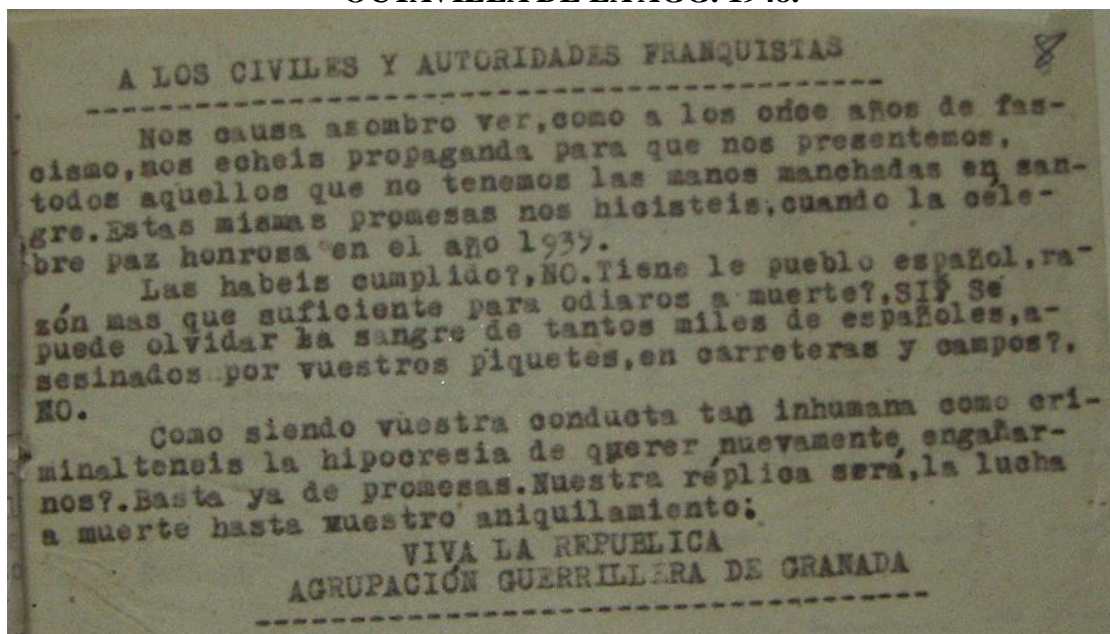 OCTAVILLA DE LA AGG. 1948.
A LOS CIVILES Y AUTORIDADES FRANQUISTAS
8
Nos causa asombro ver,como a los once años de fas-
cismo,nos echeis propaganda para que nos presentemos,
todos aquellos que no tenemos las manos manchadas en san-
gre.Estas mismas promesas nos hicisteis,cuando la céle-
bre paz honrosa en el año 1939.
Las habeis cumplido?,NO.Tiene le pueblo español,ra-
zón mas que suficiente para odiaros a muerte?,SI? Se
puede olvidar la sangre de tantos miles de españoles,a-
sesinados por vuestros piquetes,en carreteras y campos?,
NO.
Como siendo vuestra conducta tan inhumana como cri-
minal teneis la hipocresia de querer nuevamente engañar-
nos?.Basta ya de promesas.Nuestra réplica será,la lucha
a muerte hasta vuestro aniquilamiento;
VIVA LA REPUBLICA
AGRUPACIÓN GUERRILLERA DE GRANADA